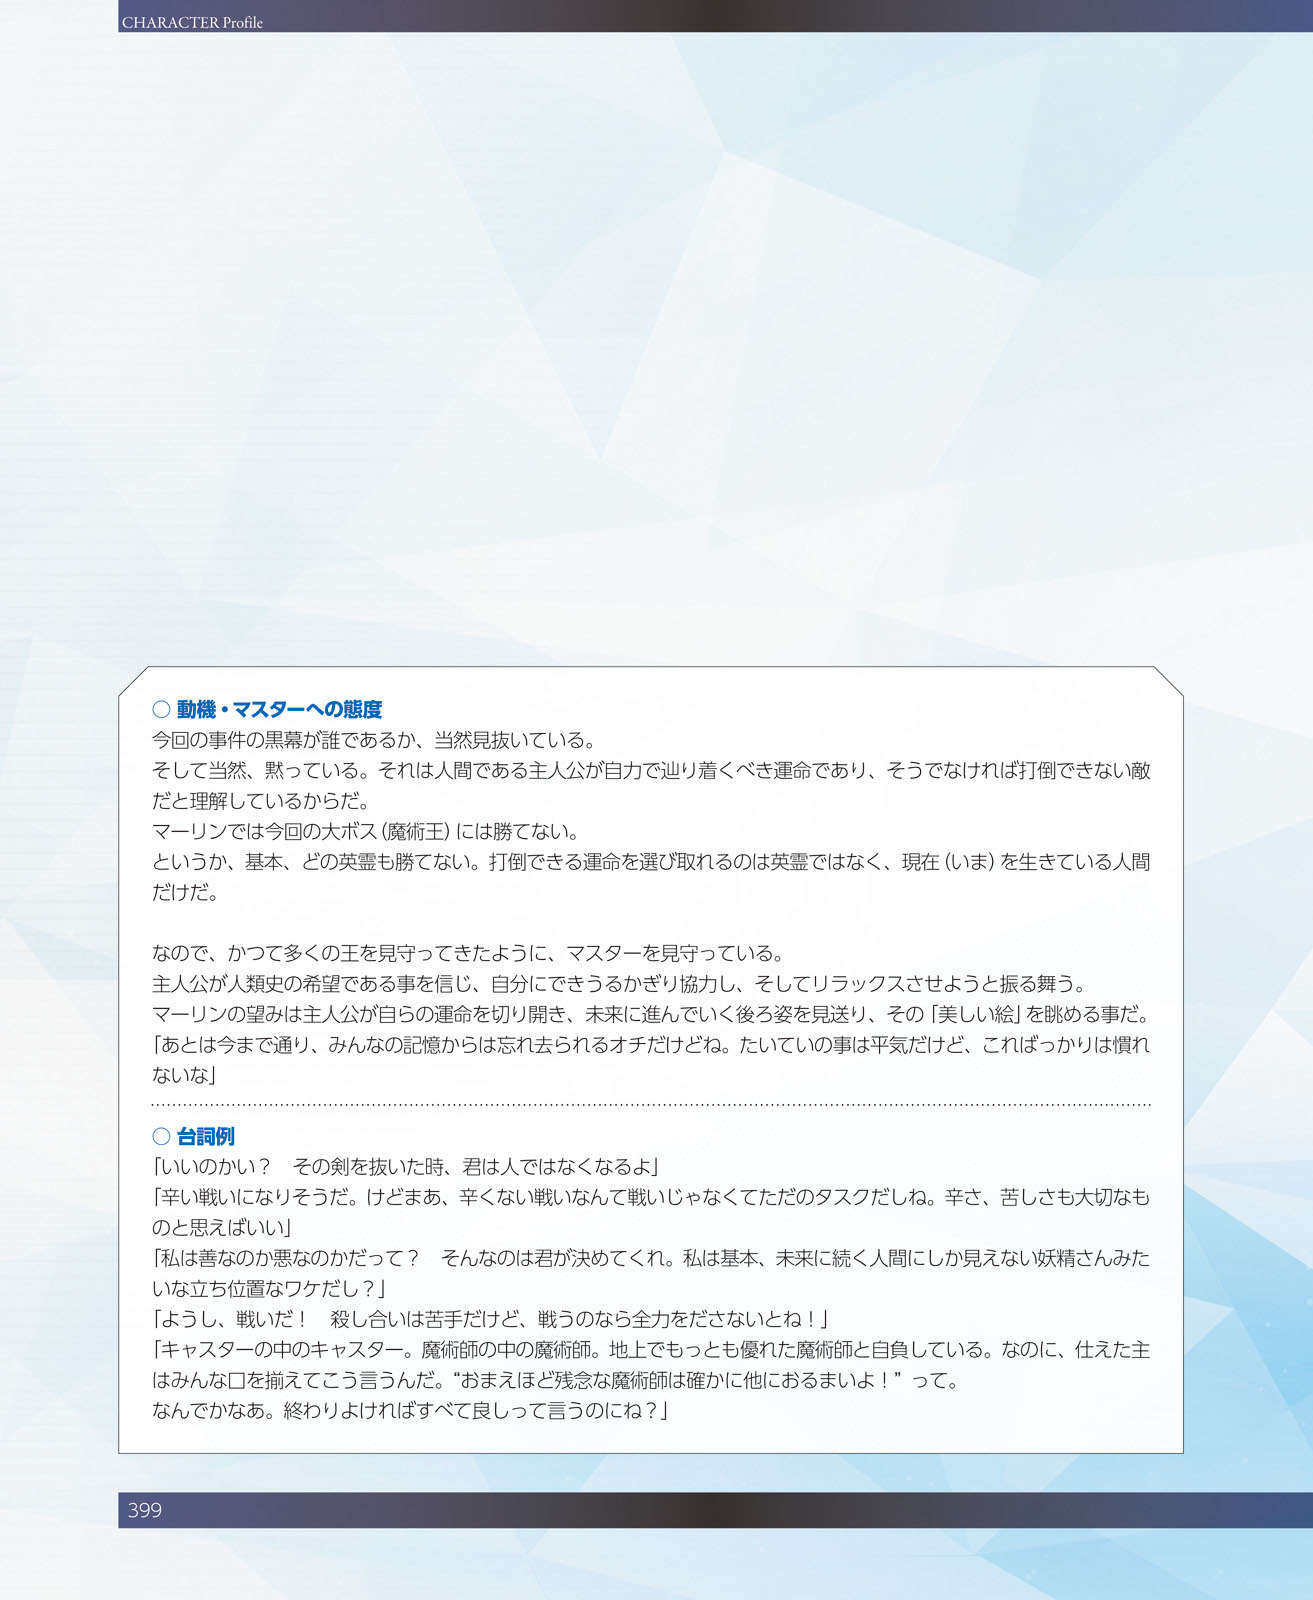 CHARACTER Profile
○ 動機・マスターへの態度
今回の事件の黒幕が誰であるか、当然見抜いている。
そして当然、黙っている。それは人間である主人公が自力で辿り着くべき運命であり、そうでなければ打倒できない敵
だと理解しているからだ。
マーリンでは今回の大ボス（魔術王）には勝てない。
というか、基本、どの英霊も勝てない。打倒できる運命を選び取れるのは英霊ではなく、現在（いま）を生きている人間
だけだ。
なので、かつて多くの王を見守ってきたように、マスターを見守っている。
主人公が人類史の希望である事を信じ、自分にできうるかぎり協力し、そしてリラックスさせようと振る舞う。
マーリンの望みは主人公が自らの運命を切り開き、未来に進んでいく後ろ姿を見送り、その「美しい絵」を眺める事だ。
「あとは今まで通り、みんなの記憶からは忘れ去られるオチだけどね。たいていの事は平気だけど、こればっかりは慣れ
ないな」
○ 台詞例
「いいのかい？　その剣を抜いた時、君は人ではなくなるよ」
「辛い戦いになりそうだ。けどまあ、辛くない戦いなんて戦いじゃなくてただのタスクだしね。辛さ、苦しさも大切なも
のと思えばいい」
「私は善なのか悪なのかだって？　そんなのは君が決めてくれ。私は基本、未来に続く人間にしか見えない妖精さんみた
いな立ち位置なワケだし？」
「ようし、戦いだ！　殺し合いは苦手だけど、戦うのなら全力をださないとね！」
「キャスターの中のキャスター。魔術師の中の魔術師。地上でもっとも優れた魔術師と自負している。なのに、仕えた主
はみんな口を揃えてこう言うんだ。“おまえほど残念な魔術師は確かに他におるまいよ！” って。
なんでかなあ。終わりよければすべて良しって言うのにね？」
399